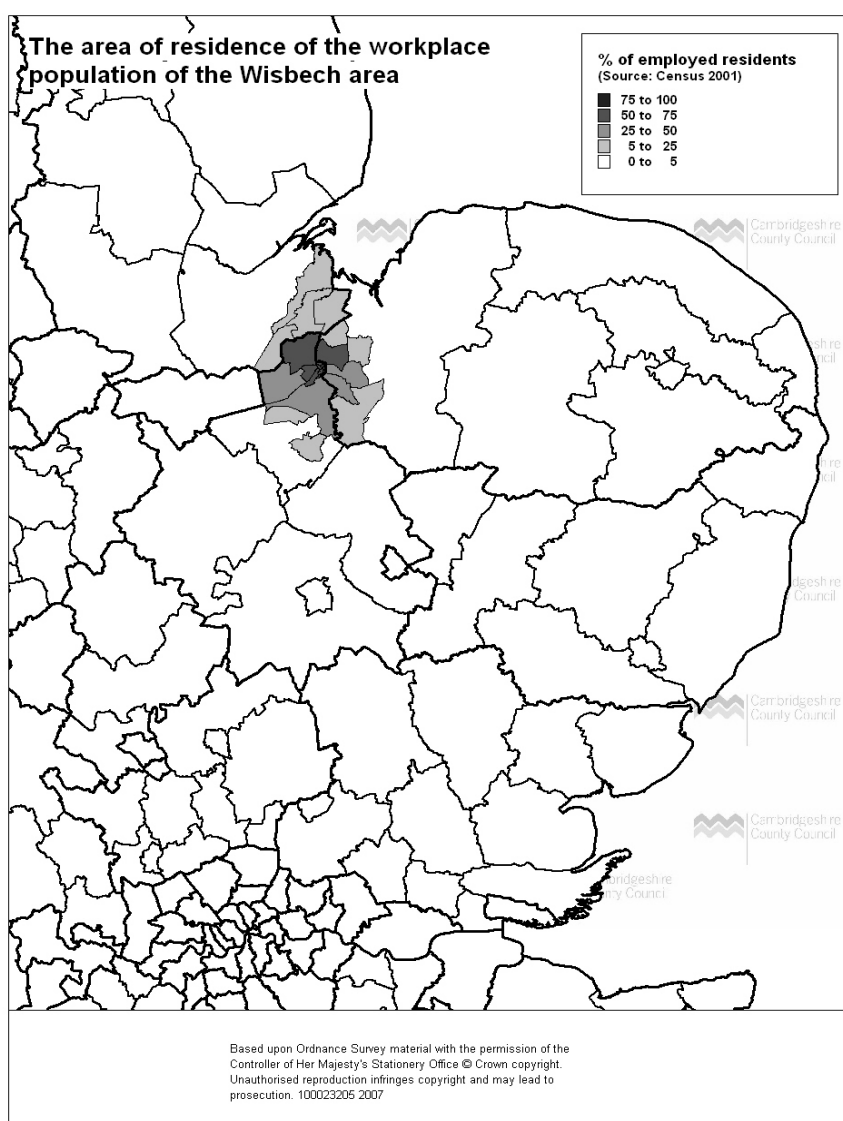 The area of residence of the workplace
population of the Wisbech area
% of employed residents
(Source: Census 2001)
75 to 100
50 to 75
25 to 50
5 to 25
0 to 5
Cambridgeshire
County Council
Cambridgeshire
County Council
Cambridgeshire
County Council
Based upon Ordnance Survey material with the permission of the
Controller of Her Majesty's Stationery Office © Crown copyright.
Unauthorised reproduction infringes copyright and may lead to
prosecution. 100023205 2007